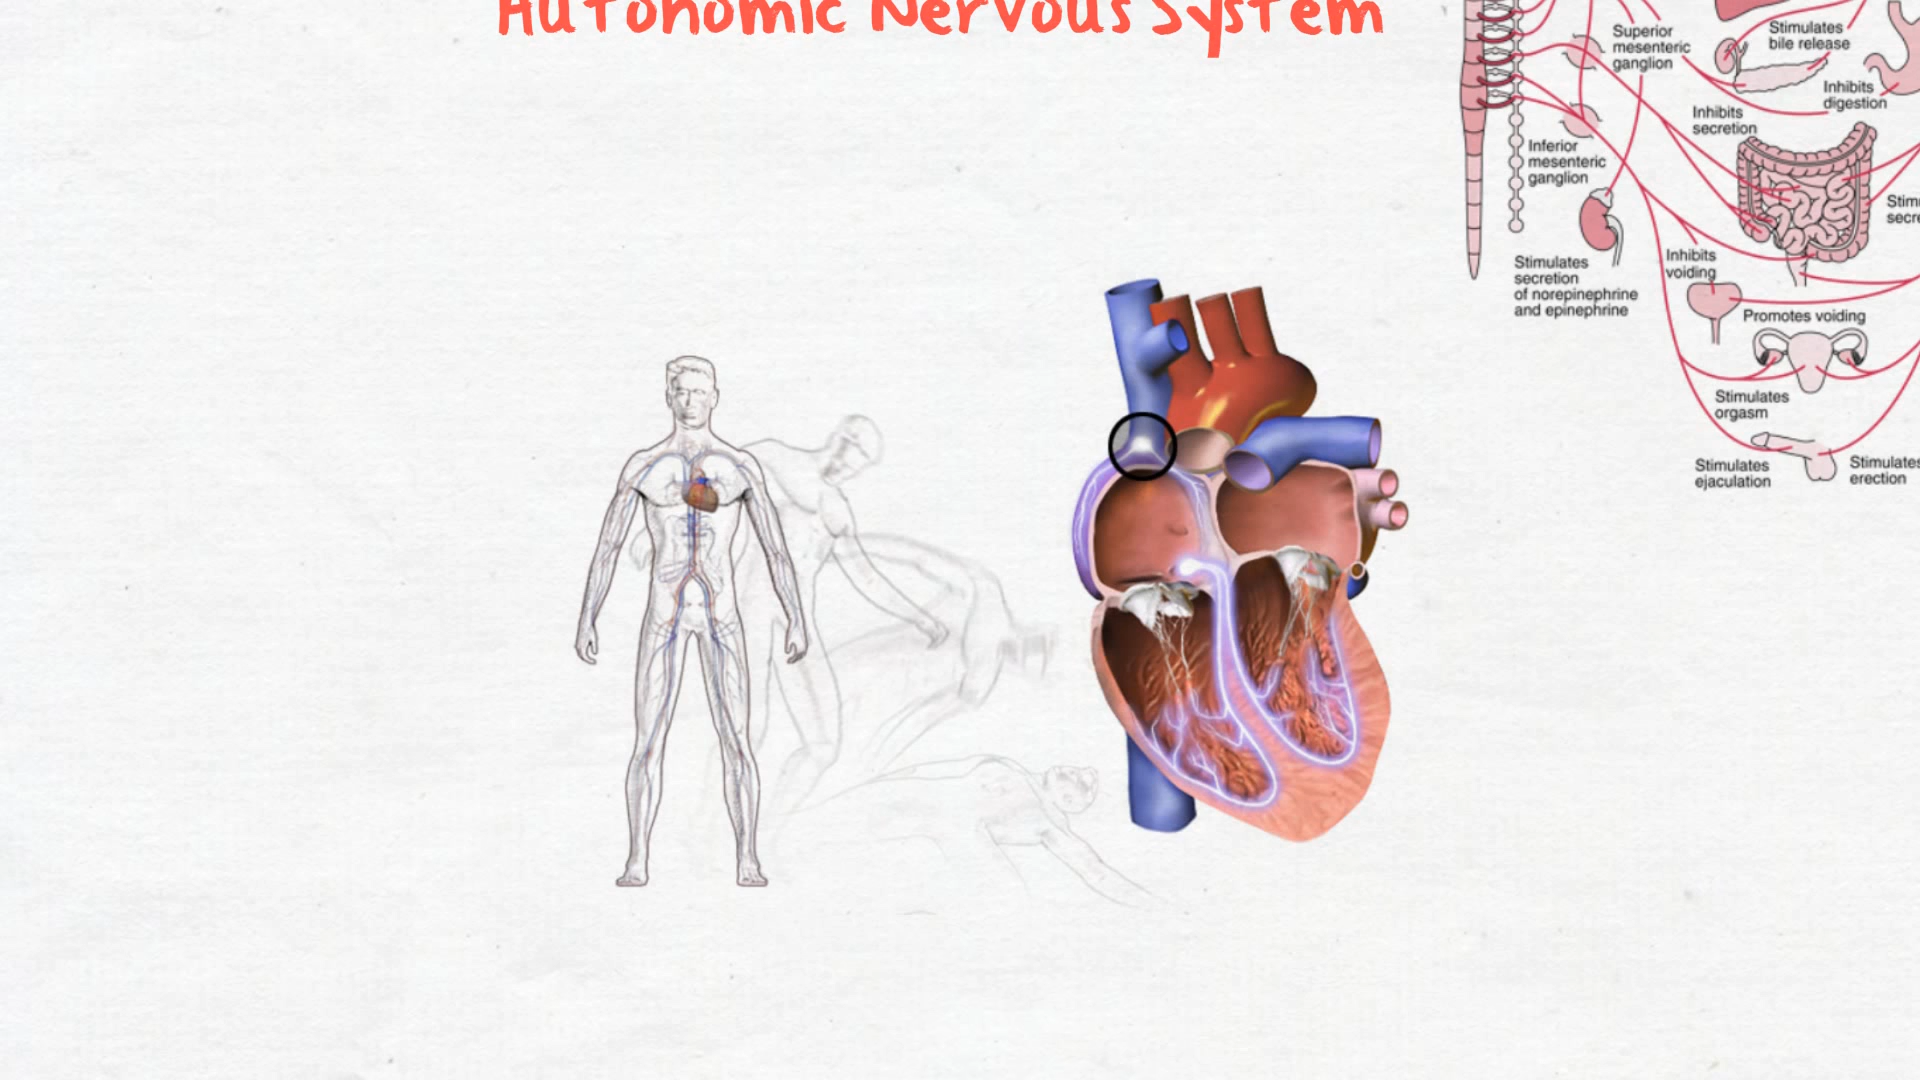 Autonomic Nervous System
Superior
mesenteric
ganglion
Stimulates
bile release
Inhibits
digestion
Inhibits
secretion
Inferior
mesenteric
ganglion
Stimulates
secretion
of norepinephrine
and epinephrine
Inhibits
voiding
Promotes voiding
Stimulates
orgasm
Stimulates
ejaculation
Stimulates
erection